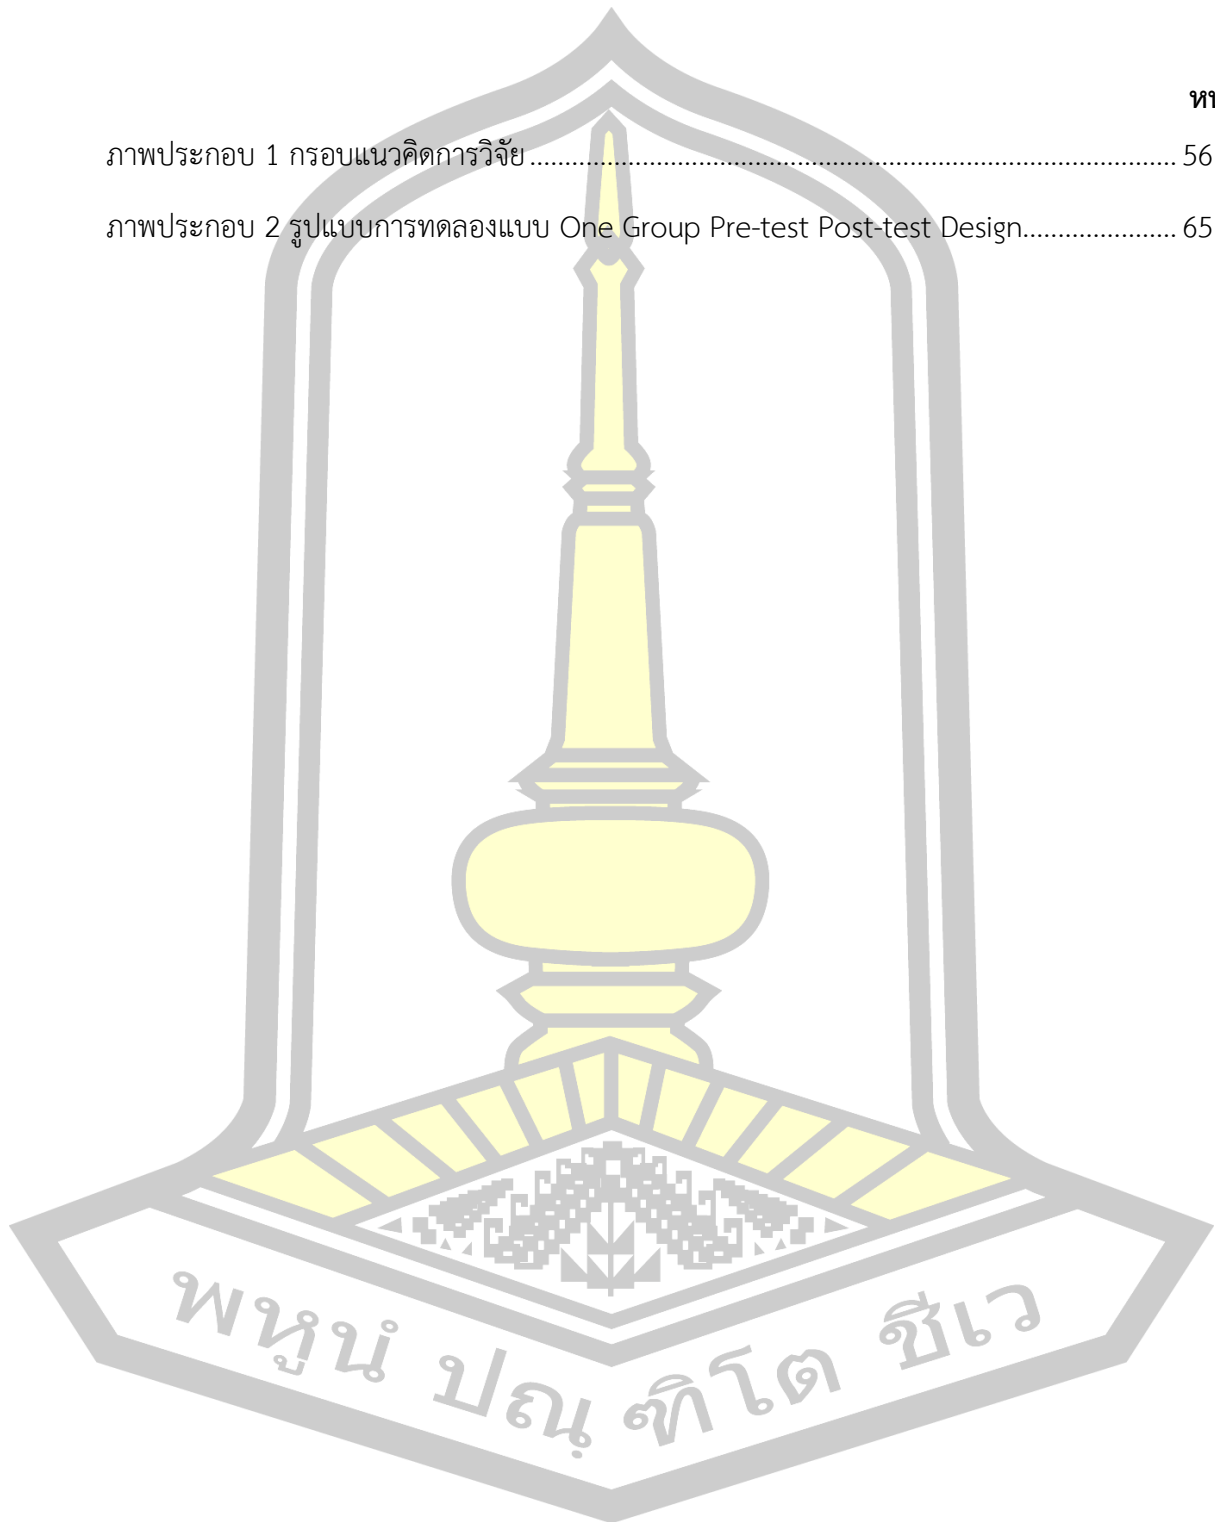 ภาพประกอบ 1 กรอบแนวคิดการวิจัย............................................................................................ 56
ภาพประกอบ 2 รูปแบบการทดลองแบบ One Group Pre-test Post-test Design...................... 65
พหูนํ ปณฺ ฑิโต ชีเว